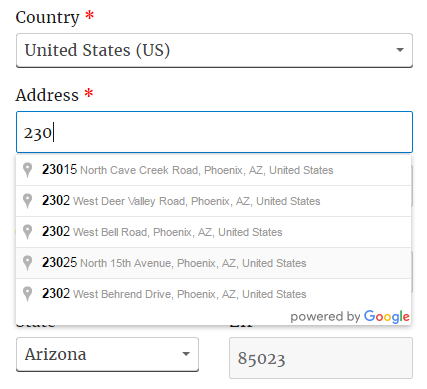 Country *
United States (US)
Address *
230
23015 North Cave Creek Road, Phoenix, AZ, United States
2302 West Deer Valley Road, Phoenix, AZ, United States
2302 West Bell Road, Phoenix, AZ, United States
23025 North 15th Avenue, Phoenix, AZ, United States
2302 West Behrend Drive, Phoenix, AZ, United States
powered by Google
Arizona
85023